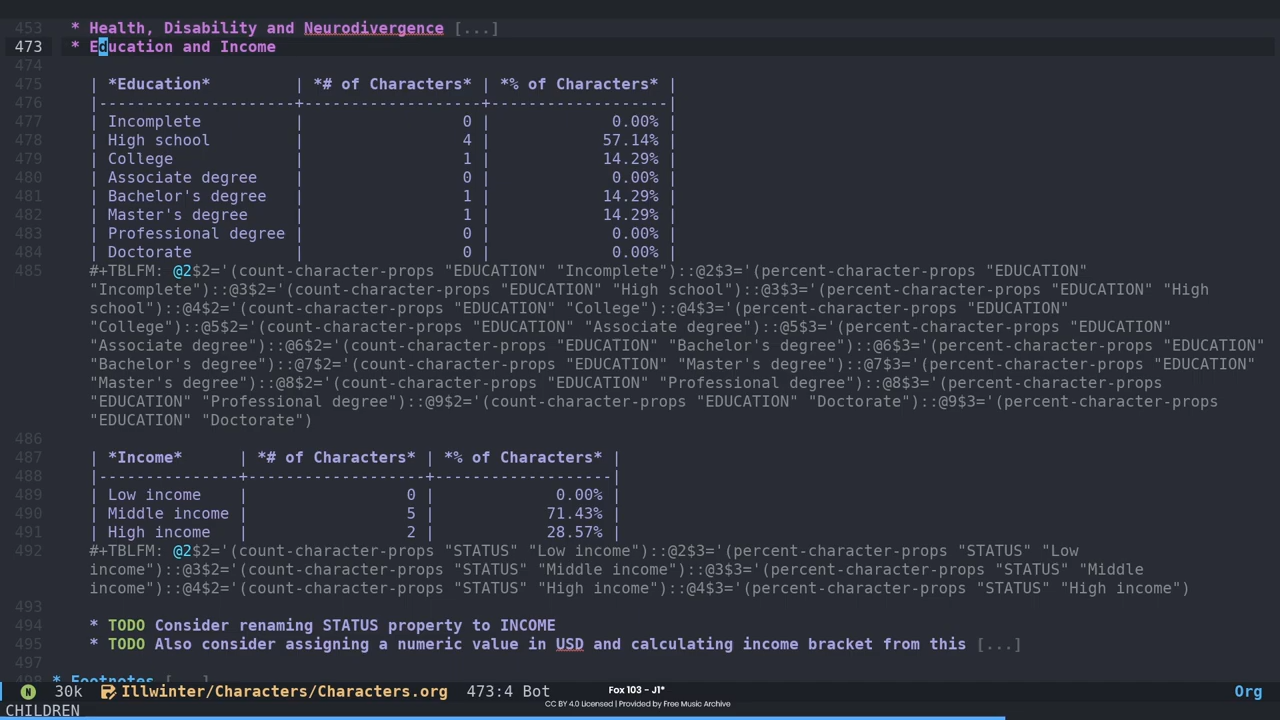 453 * Health, Disability and Neurodivergence [...]
473 * Education and Income
474
475 | *Education* | *# of Characters* | *% of Characters* |
476 |---------------------+-------------------+-------------------|
477 | Incomplete | 0 | 0.00% |
478 | High school | 4 | 57.14% |
479 | College | 1 | 14.29% |
480 | Associate degree | 0 | 0.00% |
481 | Bachelor's degree | 1 | 14.29% |
482 | Master's degree | 1 | 14.29% |
483 | Professional degree | 0 | 0.00% |
484 | Doctorate | 0 | 0.00% |
485 #+TBLFM: @2$2='(count-character-props "EDUCATION" "Incomplete")::@2$3='(percent-character-props "EDUCATION"
"Incomplete")::@3$2='(count-character-props "EDUCATION" "High school")::@3$3='(percent-character-props "EDUCATION" "High
school")::@4$2='(count-character-props "EDUCATION" "College")::@4$3='(percent-character-props "EDUCATION"
"College")::@5$2='(count-character-props "EDUCATION" "Associate degree")::@5$3='(percent-character-props "EDUCATION"
"Associate degree")::@6$2='(count-character-props "EDUCATION" "Bachelor's degree")::@6$3='(percent-character-props "EDUCATION"
"Bachelor's degree")::@7$2='(count-character-props "EDUCATION" "Master's degree")::@7$3='(percent-character-props "EDUCATION"
"Master's degree")::@8$2='(count-character-props "EDUCATION" "Professional degree")::@8$3='(percent-character-props
"EDUCATION" "Professional degree")::@9$2='(count-character-props "EDUCATION" "Doctorate")::@9$3='(percent-character-props
"EDUCATION" "Doctorate")
486
487 | *Income* | *# of Characters* | *% of Characters* |
488 |---------------+-------------------+-------------------|
489 | Low income | 0 | 0.00% |
490 | Middle income | 5 | 71.43% |
491 | High income | 2 | 28.57% |
492 #+TBLFM: @2$2='(count-character-props "STATUS" "Low income")::@2$3='(percent-character-props "STATUS" "Low
income")::@3$2='(count-character-props "STATUS" "Middle income")::@3$3='(percent-character-props "STATUS" "Middle
income")::@4$2='(count-character-props "STATUS" "High income")::@4$3='(percent-character-props "STATUS" "High income")
493
494 * TODO Consider renaming STATUS property to INCOME
495 * TODO Also consider assigning a numeric value in USD and calculating income bracket from this [...]
497
498 * Footnotes [...]
N 30k Illwinter/Characters/Characters.org 473:4 Bot Fox 103 - J1* Org
CC BY 4.0 Licensed | Provided by Free Music Archive
CHILDREN